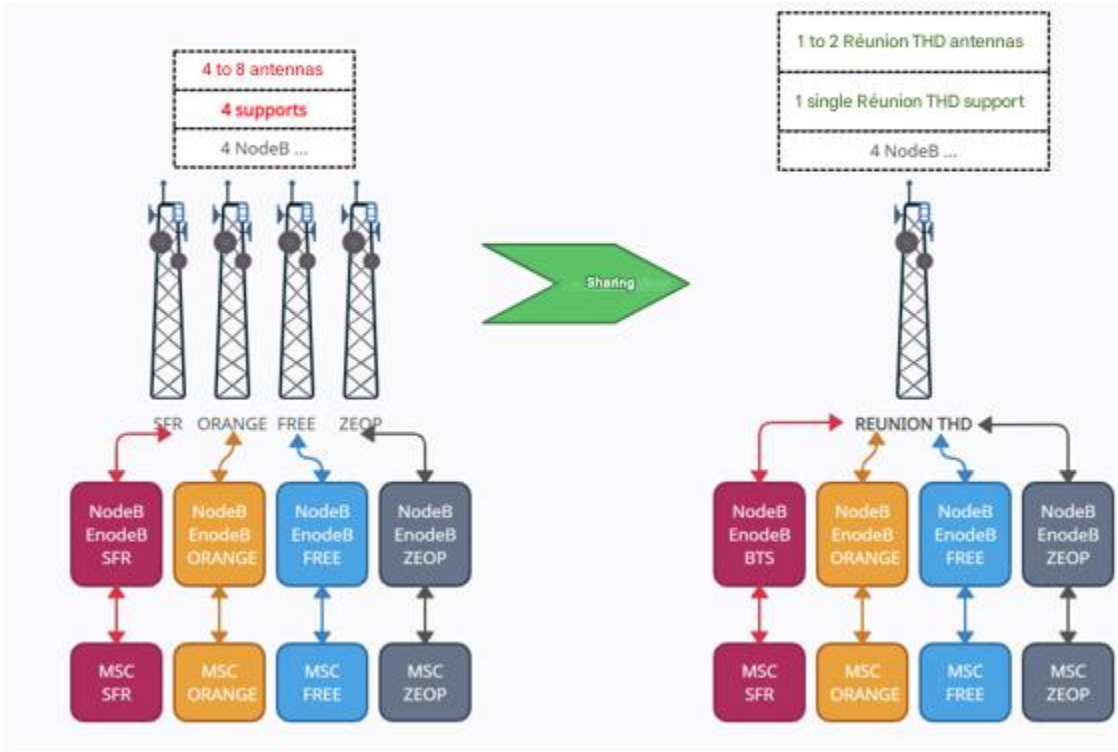 4 to 8 antennas
4 supports
4 NodeB ...
1 to 2 Réunion THD antennas
1 single Réunion THD support
4 NodeB ...
Sharing
SFR ORANGE FREE ZEOP
REUNION THD
NodeB
EnodeB
SFR
NodeB
EnodeB
ORANGE
NodeB
EnodeB
FREE
NodeB
EnodeB
ZEOP
NodeB
EnodeB
BTS
NodeB
EnodeB
ORANGE
NodeB
EnodeB
FREE
NodeB
EnodeB
ZEOP
MSC
SFR
MSC
ORANGE
MSC
FREE
MSC
ZEOP
MSC
SFR
MSC
ORANGE
MSC
FREE
MSC
ZEOP